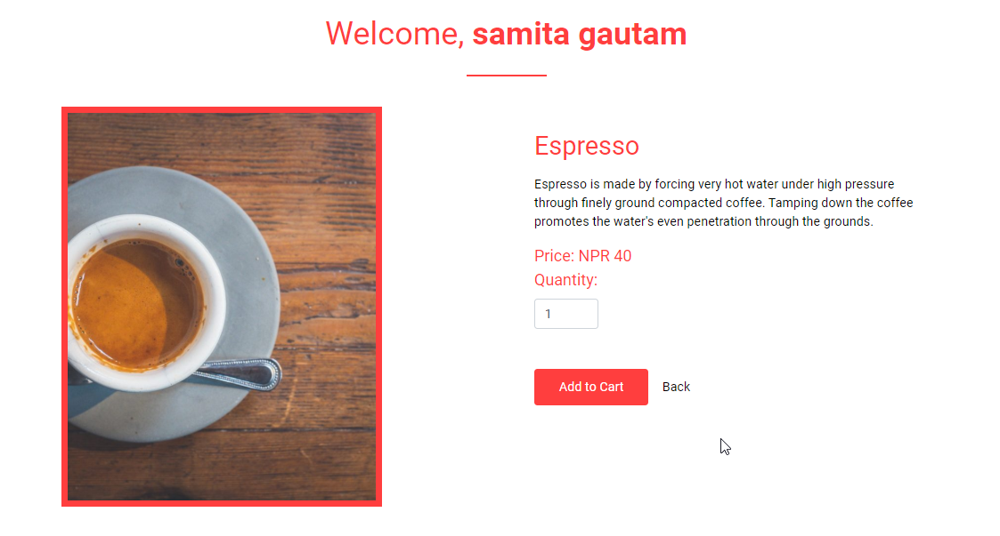 Welcome, samita gautam
Espresso
Espresso is made by forcing very hot water under high pressure
through finely ground compacted coffee. Tamping down the coffee
promotes the water's even penetration through the grounds.
Price: NPR 40
Quantity:
1
Add to Cart
Back